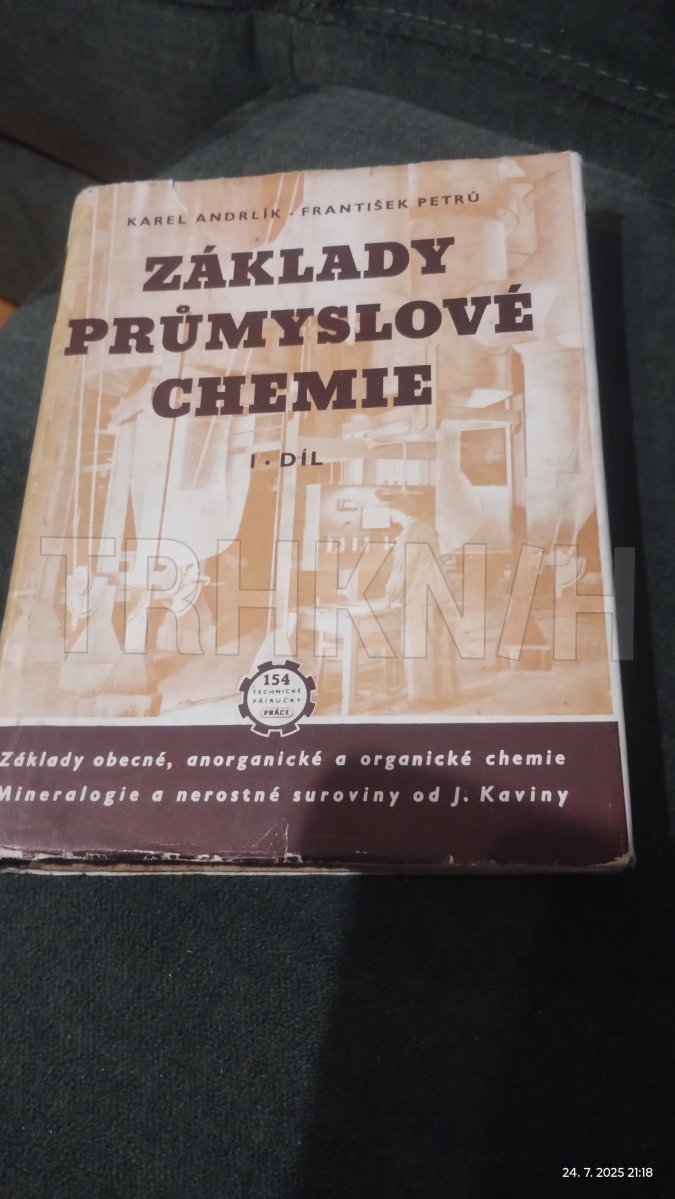 KAREL ANDRLÍK · FRANTIŠEK PETRŮ
ZÁKLADY
PRŮMYSLOVÉ
CHEMIE
I · DÍL
TRHKN/H
154
TECHNICKÉ
PŘÍRUČKY
PRÁCE
Základy obecné, anorganické a organické chemie
Mineralogie a nerostné suroviny od J. Kaviny
24. 7. 2025 21:18